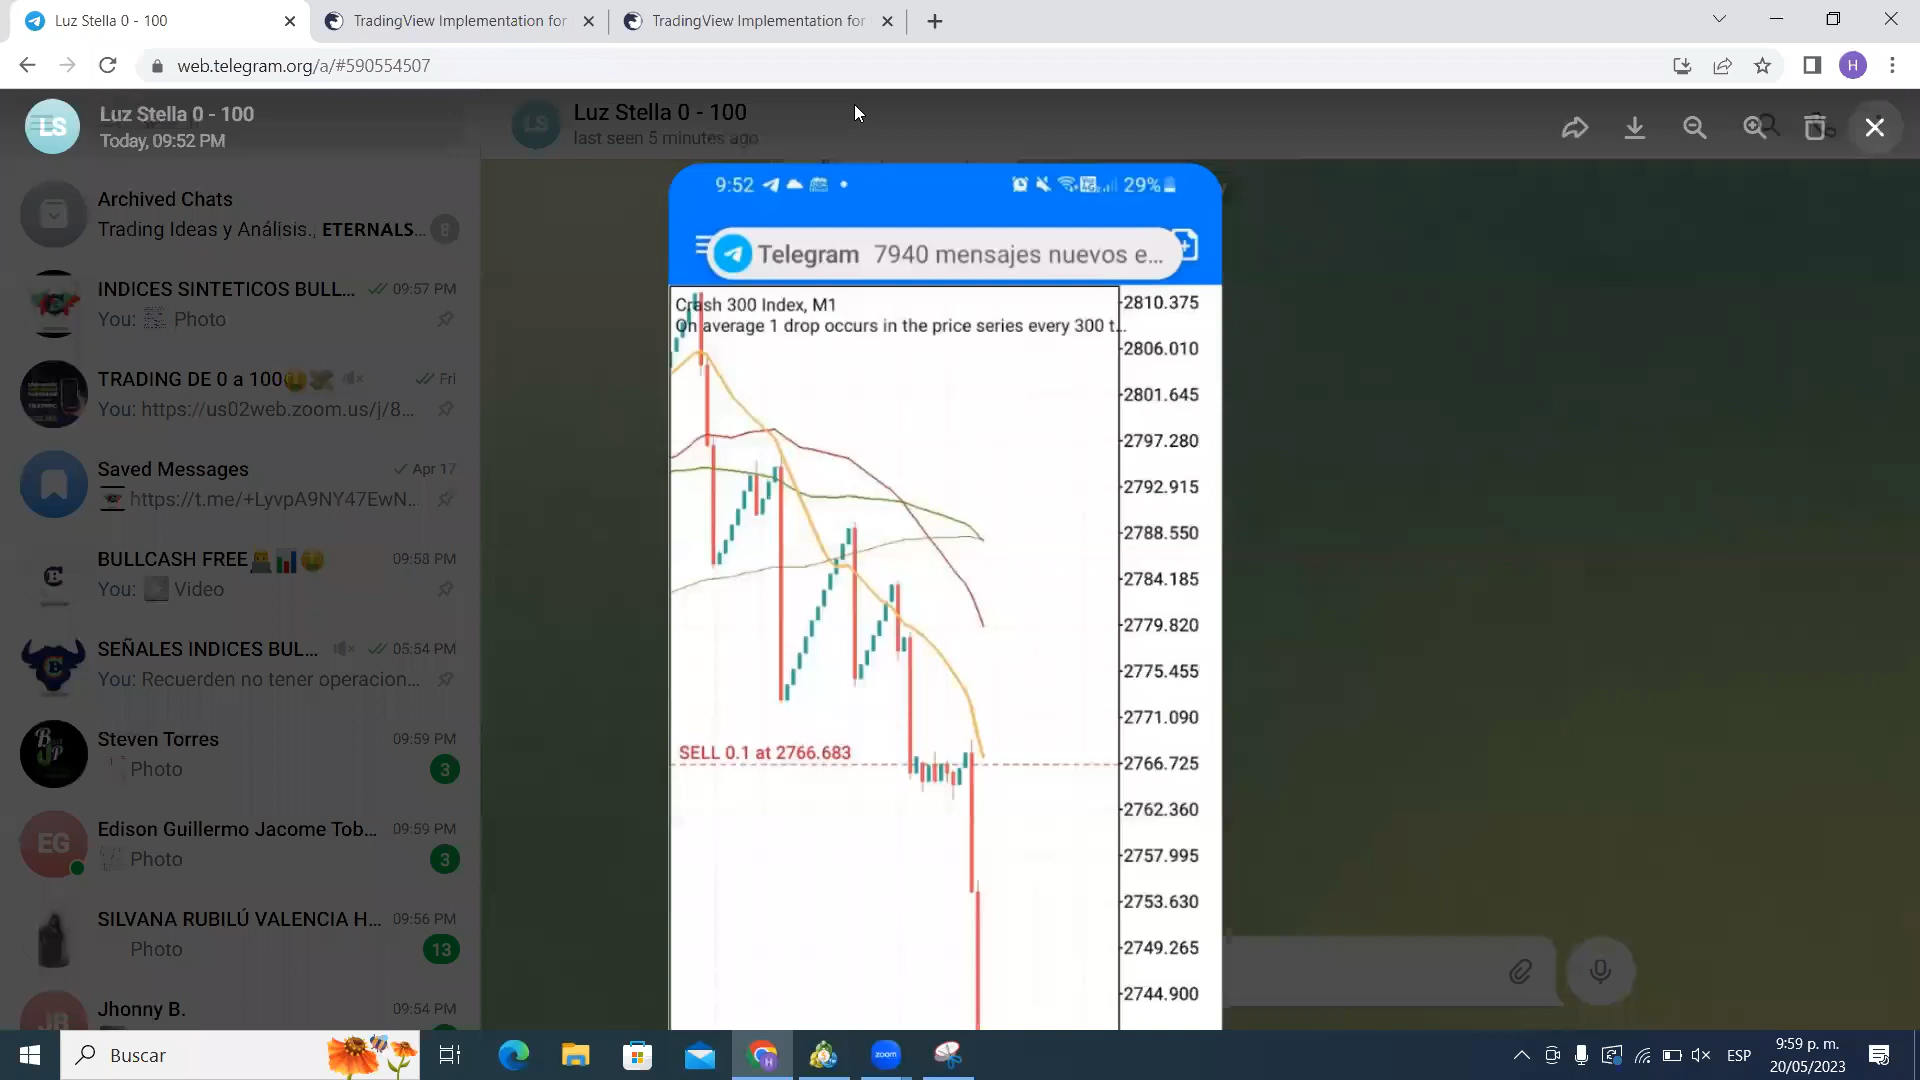 Luz Stella 0 - 100
TradingView Implementation for
TradingView Implementation for
web.telegram.org/a/#590554507
H
LS
Luz Stella 0 - 100
Today, 09:52 PM
LS
Luz Stella 0 - 100
last seen 5 minutes ago
Archived Chats
Trading Ideas y Análisis., ETERNALS... 8
INDICES SINTETICOS BULL... 09:57 PM
You: Photo
TRADING DE 0 a 100🤑💸 Fri
You: https://us02web.zoom.us/j/8...
Saved Messages Apr 17
https://t.me/+LyvpA9NY47EwN...
BULLCASH FREE👨‍💻📊🤑 09:58 PM
You: Video
SEÑALES INDICES BUL... 05:54 PM
You: Recuerden no tener operacion...
Steven Torres 09:59 PM
Photo 3
EG
Edison Guillermo Jacome Tob... 09:59 PM
Photo 3
SILVANA RUBILÚ VALENCIA H... 09:56 PM
Photo 13
JB
Jhonny B. 09:54 PM
9:52 29%
Telegram 7940 mensajes nuevos e...
Crash 300 Index, M1
On average 1 drop occurs in the price series every 300 t...
2810.375
2806.010
2801.645
2797.280
2792.915
2788.550
2784.185
2779.820
2775.455
2771.090
SELL 0.1 at 2766.683
2766.725
2762.360
2757.995
2753.630
2749.265
2744.900
Buscar
zoom
ESP
9:59 p. m.
20/05/2023